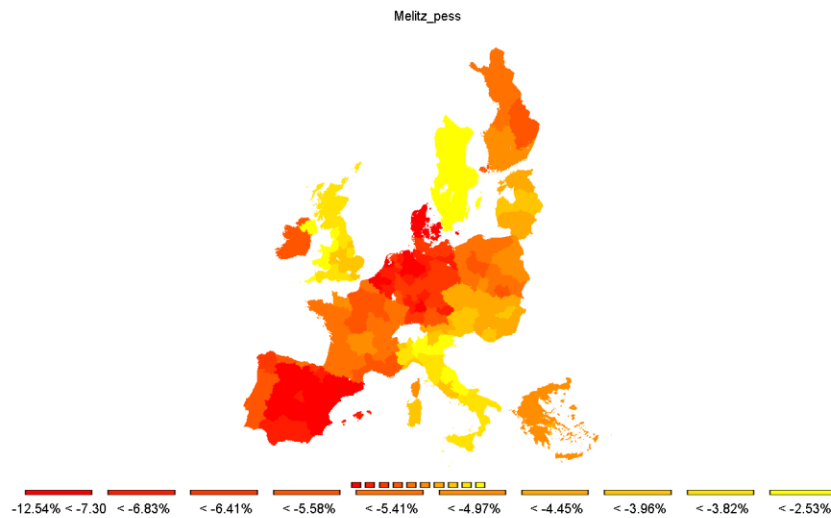 Melitz_pess
-12.54% < -7.30 < -6.83% < -6.41% < -5.58% < -5.41% < -4.97% < -4.45% < -3.96% < -3.82% < -2.53%